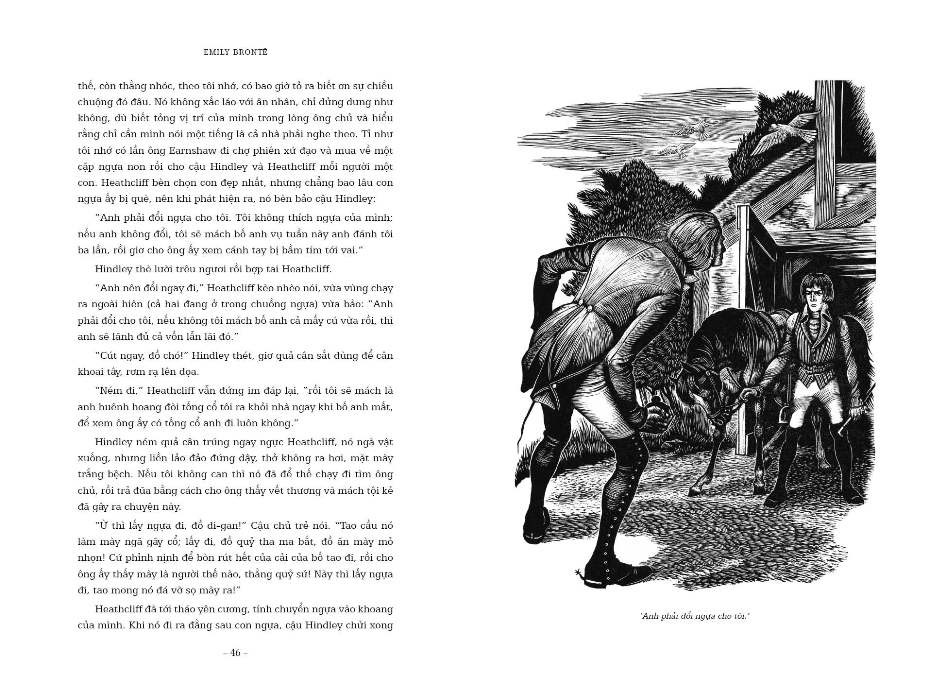 EMILY BRONTË
thế, còn thằng nhóc, theo tôi nhớ, có bao giờ tỏ ra biết ơn sự chiều
chuộng đó đâu. Nó không xấc láo với ân nhân, chỉ dửng dưng như
không, dù biết tỏng vị trí của mình trong lòng ông chủ và hiểu
rằng chỉ cần mình nói một tiếng là cả nhà phải nghe theo. Tỉ như
tôi nhớ có lần ông Earnshaw đi chợ phiên xứ đạo và mua về một
cặp ngựa non rồi cho cậu Hindley và Heathcliff mỗi người một
con. Heathcliff bèn chọn con đẹp nhất, nhưng chẳng bao lâu con
ngựa ấy bị què, nên khi phát hiện ra, nó bèn bảo cậu Hindley:
“Anh phải đổi ngựa cho tôi. Tôi không thích ngựa của mình;
nếu anh không đổi, tôi sẽ mách bố anh vụ tuần này anh đánh tôi
ba lần, rồi giơ cho ông ấy xem cánh tay bị bầm tím tới vai.”
Hindley thè lưỡi trêu ngươi rồi bợp tai Heathcliff.
“Anh nên đổi ngay đi,” Heathcliff kèo nhèo nói, vừa vùng chạy
ra ngoài hiên (cả hai đang ở trong chuồng ngựa) vừa bảo: “Anh
phải đổi cho tôi, nếu không tôi mách bố anh cả mấy cú vừa rồi, thì
anh sẽ lãnh đủ cả vốn lẫn lãi đó.”
“Cút ngay, đồ chó!” Hindley thét, giơ quả cân sắt dùng để cân
khoai tây, rơm rạ lên dọa.
“Ném đi,” Heathcliff vẫn đứng im đáp lại, “rồi tôi sẽ mách là
anh huênh hoang đòi tống cổ tôi ra khỏi nhà ngay khi bố anh mất,
để xem ông ấy có tống cổ anh đi luôn không.”
Hindley ném quả cân trúng ngay ngực Heathcliff, nó ngã vật
xuống, nhưng liền lảo đảo đứng dậy, thở không ra hơi, mặt mày
trắng bệch. Nếu tôi không can thì nó đã để thế chạy đi tìm ông
chủ, rồi trả đũa bằng cách cho ông thấy vết thương và mách tội kẻ
đã gây ra chuyện này.
“Ừ thì lấy ngựa đi, đồ di-gan!” Cậu chủ trẻ nói. “Tao cầu nó
làm mày ngã gãy cổ; lấy đi, đồ quỷ tha ma bắt, đồ ăn mày mỏ
nhọn! Cứ phỉnh nịnh để bòn rút hết của cải của bố tao đi, rồi cho
ông ấy thấy mày là người thế nào, thằng quỷ sứ! Này thì lấy ngựa
đi, tao mong nó đá vỡ sọ mày ra!”
Heathcliff đã tới tháo yên cương, tính chuyển ngựa vào khoang
của mình. Khi nó đi ra đằng sau con ngựa, cậu Hindley chửi xong
– 46 –
‘Anh phải đổi ngựa cho tôi.’